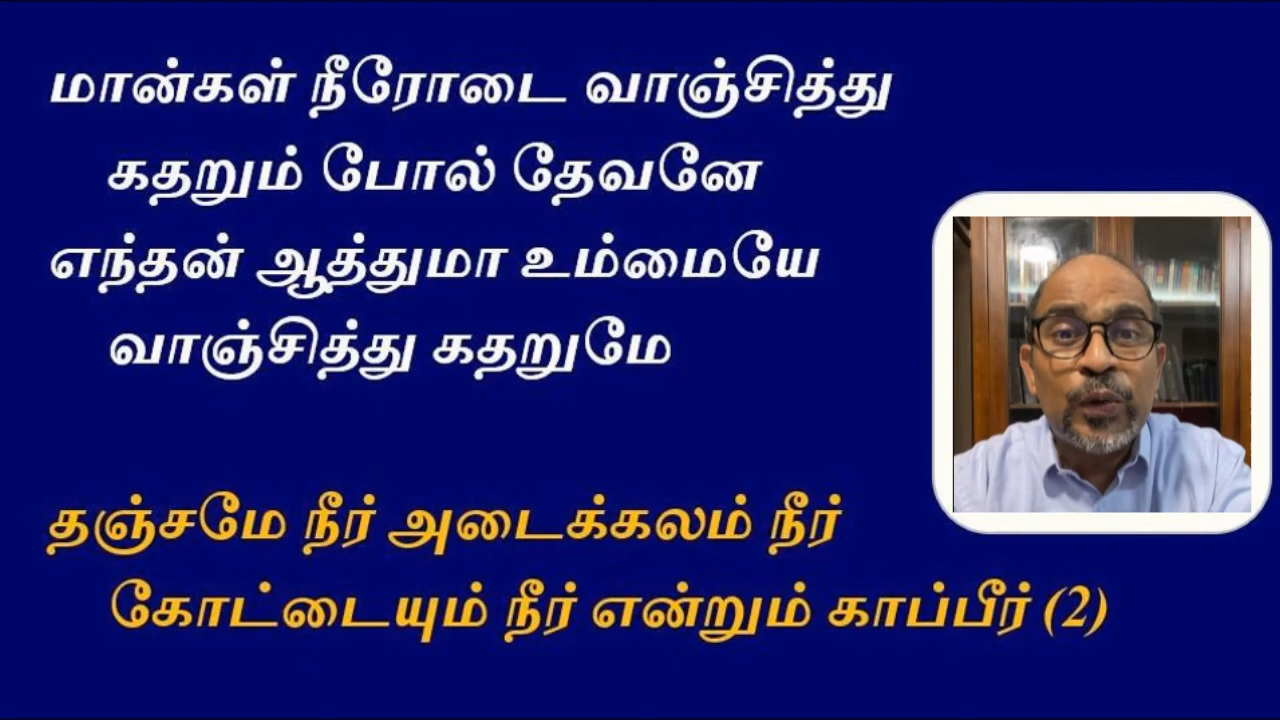 மான்கள் நீரோடை வாஞ்சித்து
கதறும் போல் தேவனே
எந்தன் ஆத்துமா உம்மையே
வாஞ்சித்து கதறுமே
தஞ்சமே நீர் அடைக்கலம் நீர்
கோட்டையும் நீர் என்றும் காப்பீர் (2)